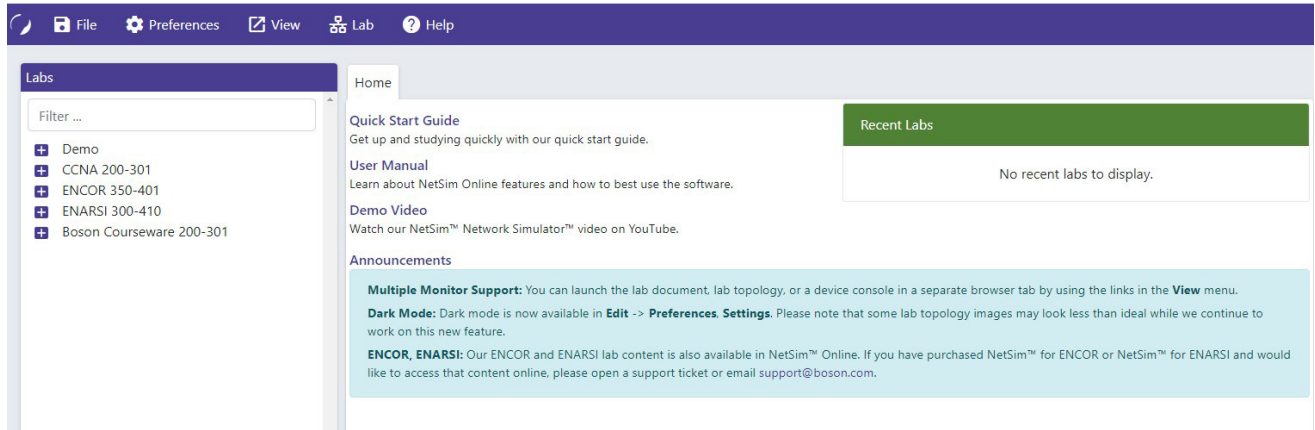 File Preferences View Lab Help
Labs
Filter ...
Demo
CCNA 200-301
ENCOR 350-401
ENARSI 300-410
Boson Courseware 200-301
Home
Quick Start Guide
Get up and studying quickly with our quick start guide.
User Manual
Learn about NetSim Online features and how to best use the software.
Demo Video
Watch our NetSim™ Network Simulator™ video on YouTube.
Recent Labs
No recent labs to display.
Announcements
Multiple Monitor Support: You can launch the lab document, lab topology, or a device console in a separate browser tab by using the links in the View menu.
Dark Mode: Dark mode is now available in Edit -> Preferences, Settings. Please note that some lab topology images may look less than ideal while we continue to
work on this new feature.
ENCOR, ENARSI: Our ENCOR and ENARSI lab content is also available in NetSim™ Online. If you have purchased NetSim™ for ENCOR or NetSim™ for ENARSI and would
like to access that content online, please open a support ticket or email support@boson.com.